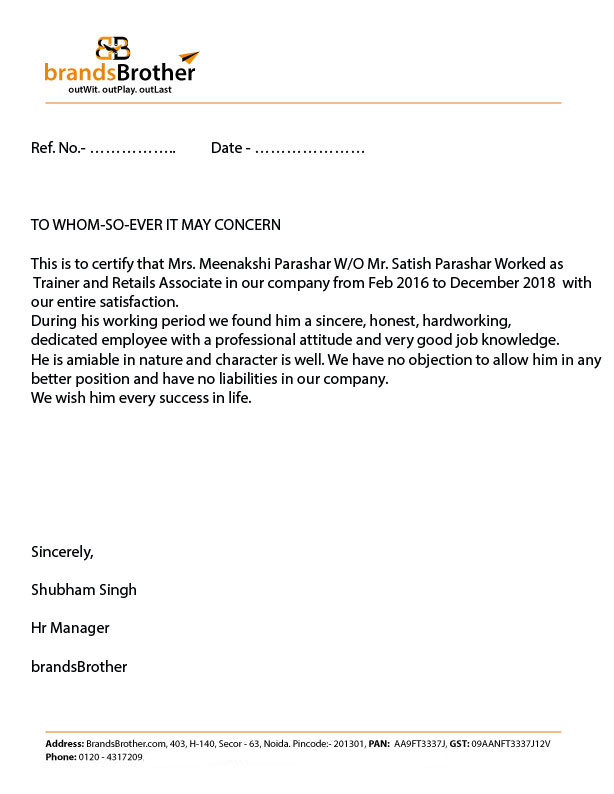 brandsBrother
outWit. outPlay. outLast
Ref. No.- …………….. Date - …………………
TO WHOM-SO-EVER IT MAY CONCERN
This is to certify that Mrs. Meenakshi Parashar W/O Mr. Satish Parashar Worked as
Trainer and Retails Associate in our company from Feb 2016 to December 2018 with
our entire satisfaction.
During his working period we found him a sincere, honest, hardworking,
dedicated employee with a professional attitude and very good job knowledge.
He is amiable in nature and character is well. We have no objection to allow him in any
better position and have no liabilities in our company.
We wish him every success in life.
Sincerely,
Shubham Singh
Hr Manager
brandsBrother
Address: BrandsBrother.com, 403, H-140, Secor - 63, Noida. Pincode:- 201301, PAN: AA9FT3337J, GST: 09AANFT3337J12V
Phone: 0120 - 4317209